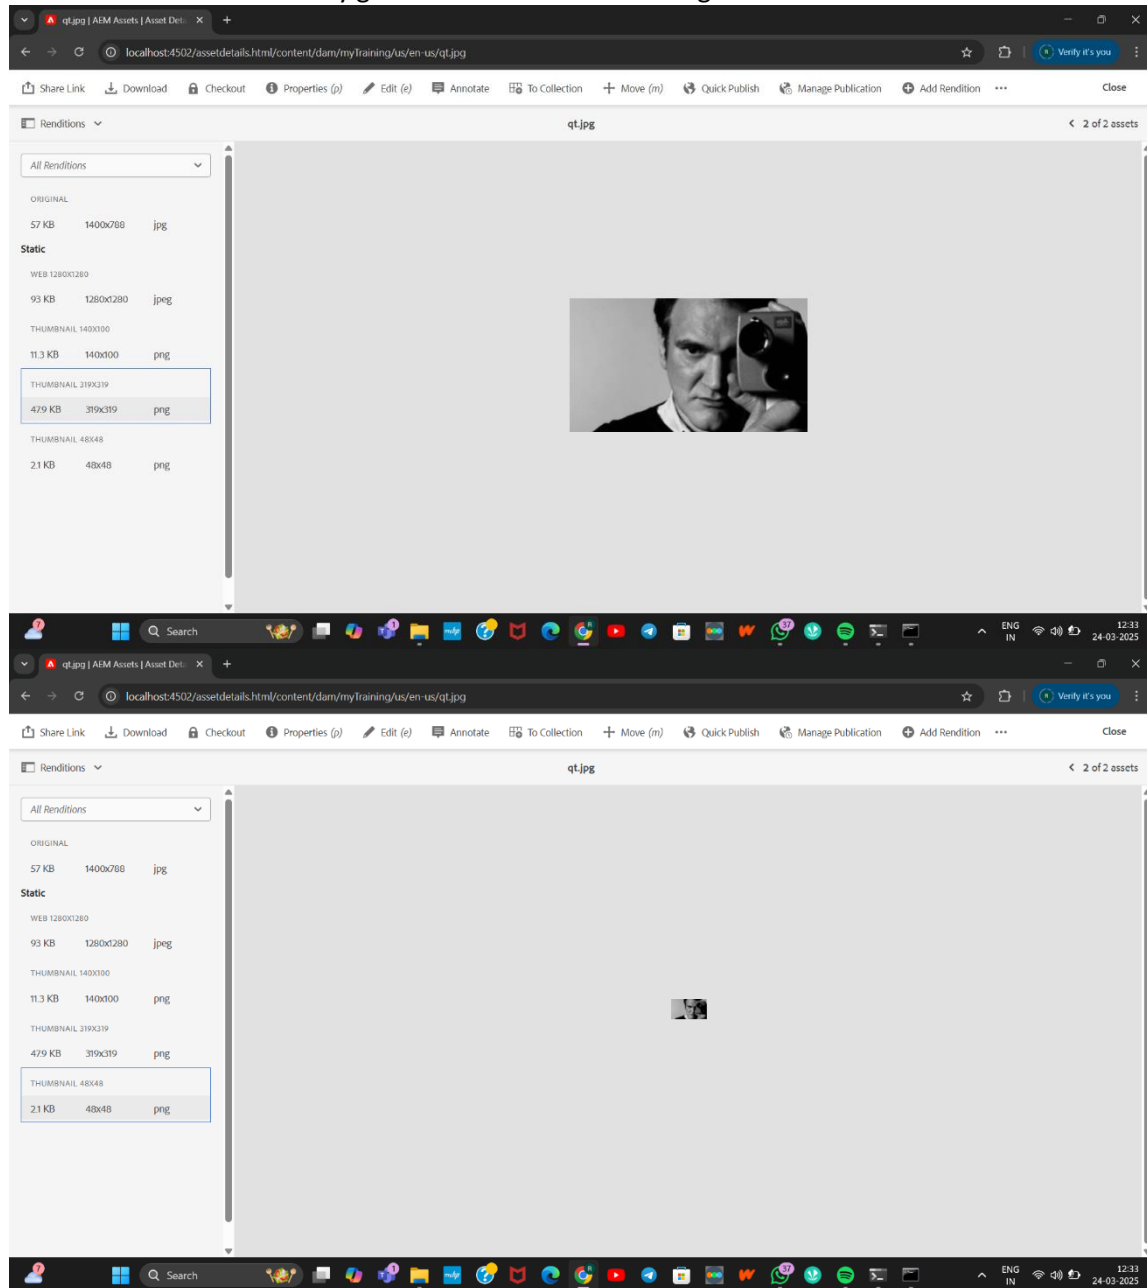 qt.jpg | AEM Assets | Asset Deta
localhost:4502/assetdetails.html/content/dam/myTraining/us/en-us/qt.jpg
Verify it's you
Share Link Download Checkout Properties (p) Edit (e) Annotate To Collection Move (m) Quick Publish Manage Publication Add Rendition ••• Close
Renditions qt.jpg 2 of 2 assets
All Renditions
ORIGINAL
57 KB 1400x788 jpg
Static
WEB 1280X1280
93 KB 1280x1280 jpeg
THUMBNAIL 140X100
11.3 KB 140x100 png
THUMBNAIL 319X319
47.9 KB 319x319 png
THUMBNAIL 48X48
2.1 KB 48x48 png
7 Search 1 37 ENG 12:33
IN 24-03-2025
qt.jpg | AEM Assets | Asset Deta
localhost:4502/assetdetails.html/content/dam/myTraining/us/en-us/qt.jpg
Verify it's you
Share Link Download Checkout Properties (p) Edit (e) Annotate To Collection Move (m) Quick Publish Manage Publication Add Rendition ••• Close
Renditions qt.jpg 2 of 2 assets
All Renditions
ORIGINAL
57 KB 1400x788 jpg
Static
WEB 1280X1280
93 KB 1280x1280 jpeg
THUMBNAIL 140X100
11.3 KB 140x100 png
THUMBNAIL 319X319
47.9 KB 319x319 png
THUMBNAIL 48X48
2.1 KB 48x48 png
7 Search 1 37 ENG 12:33
IN 24-03-2025